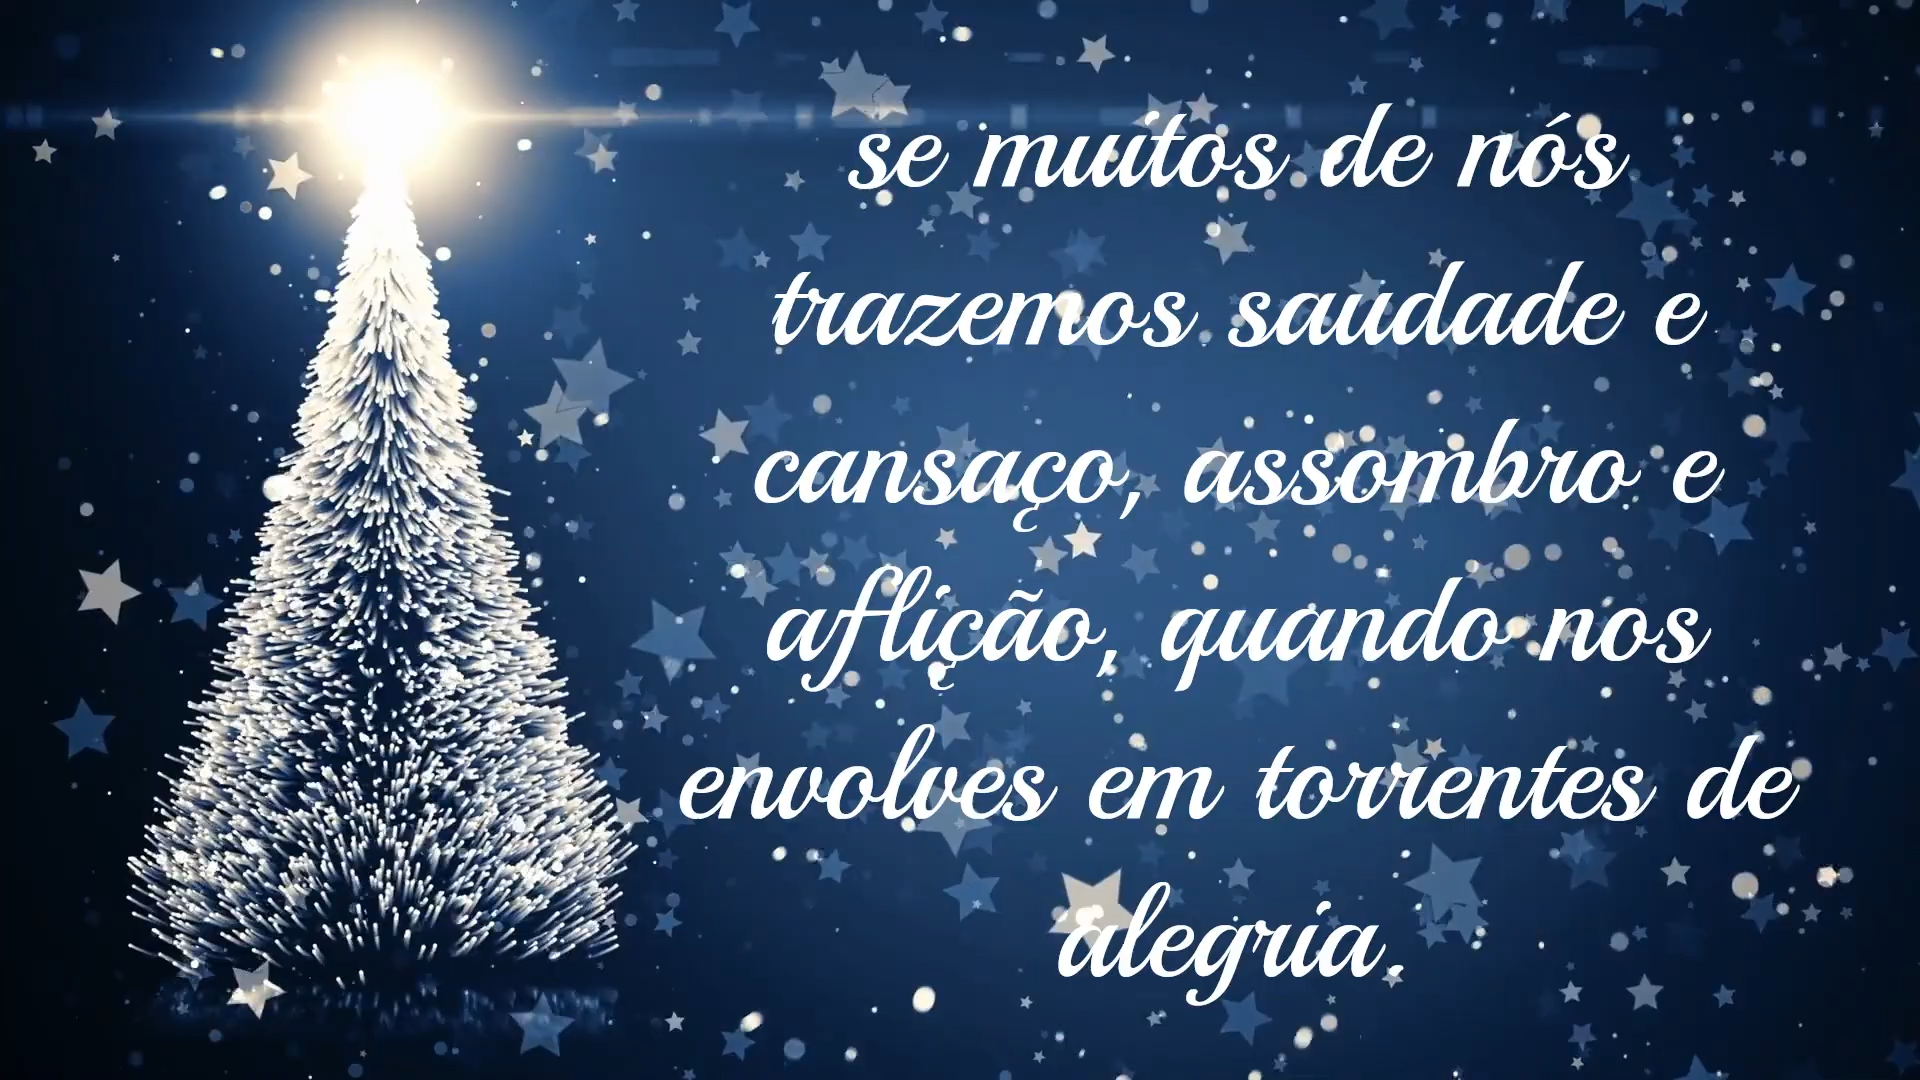 se muitos de nós
trazemos saudade e
cansaço, assombro e
aflição, quando nos
envolves em torrentes de
alegria.